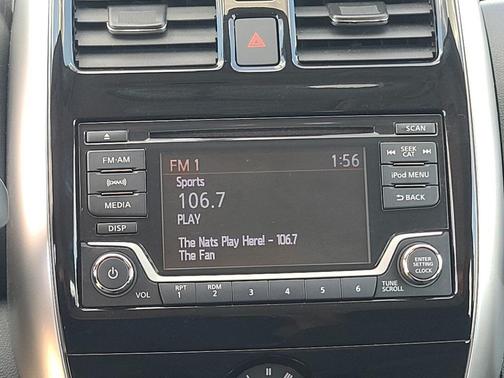 SCAN
FM·AM
SEEK
CAT
FM 1
1:56
iPod MENU
Sports
106.7
MEDIA
BACK
PLAY
DISP
The Nats Play Here! - 106.7
The Fan
ENTER
SETTING
CLOCK
VOL
RPT
1
RDM
2
3
4
5
6
TUNE
SCROLL